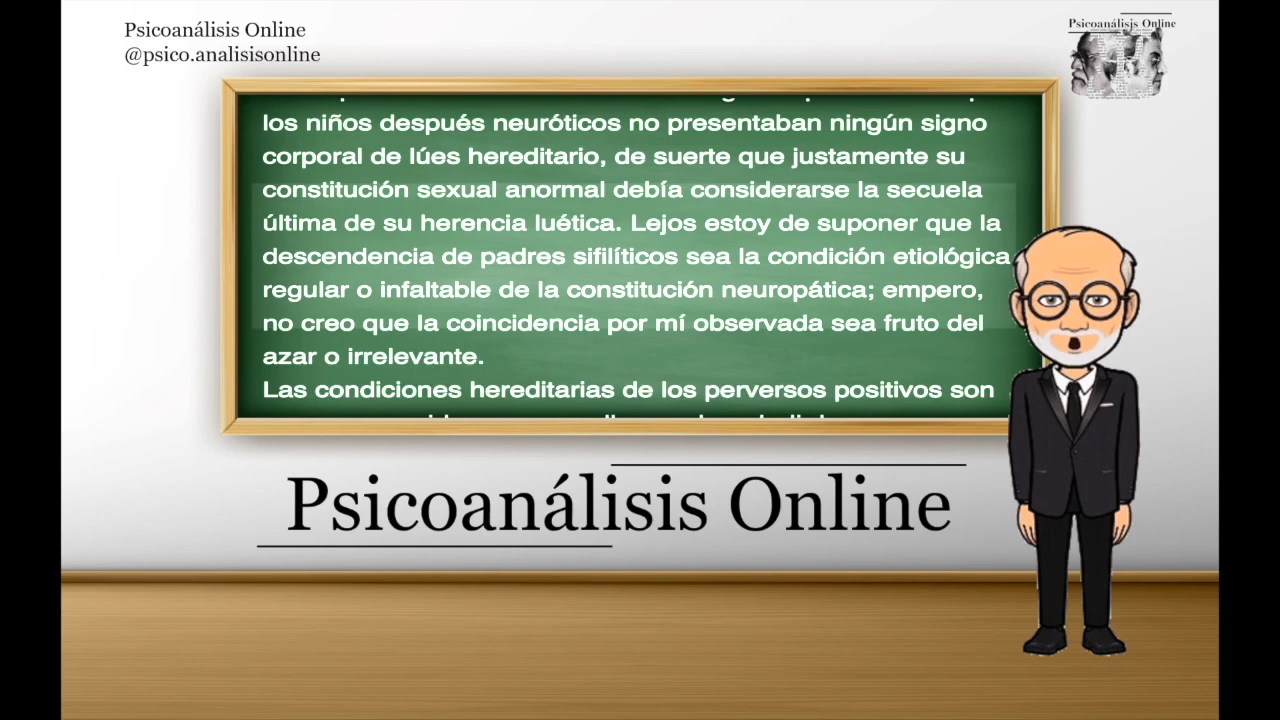 Psicoanálisis Online
@psico.analisisonline
Psicoanálisis Online
los niños después neuróticos no presentaban ningún signo
corporal de lúes hereditario, de suerte que justamente su
constitución sexual anormal debía considerarse la secuela
última de su herencia luética. Lejos estoy de suponer que la
descendencia de padres sifilíticos sea la condición etiológica
regular o infaltable de la constitución neuropática; empero,
no creo que la coincidencia por mí observada sea fruto del
azar o irrelevante.
Las condiciones hereditarias de los perversos positivos son
Psicoanálisis Online